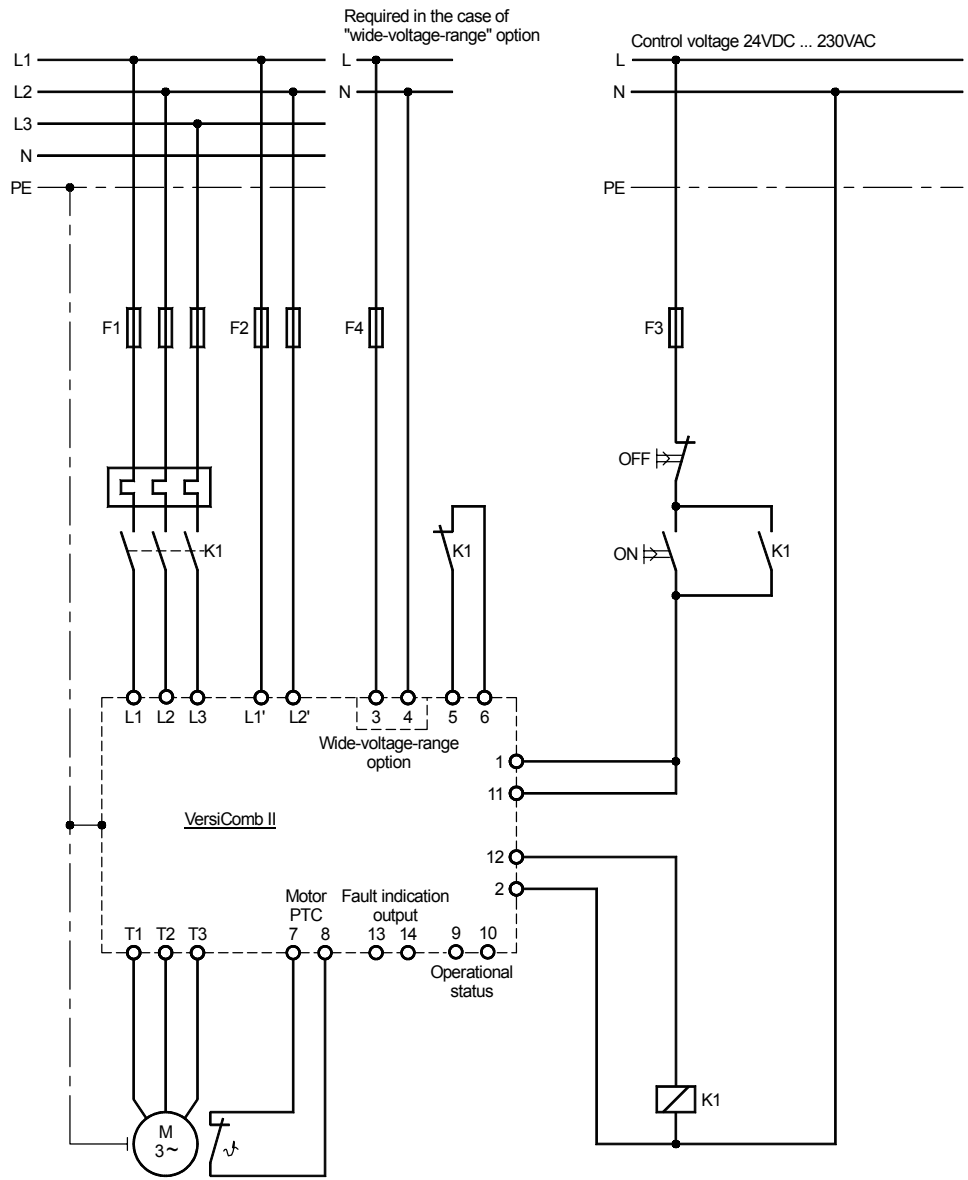 Required in the case of
"wide-voltage-range" option
Control voltage 24VDC ... 230VAC
L1
L
L
L2
N
N
L3
N
PE
PE
F1
F2
F4
F3
OFF
K1
K1
ON
K1
L1
L2
L3
L1'
L2'
3
4
5
6
Wide-voltage-range
option
1
11
VersiComb II
12
2
Motor
PTC
Fault indication
output
T1
T2
T3
7
8
13
14
9
10
Operational
status
K1
M
3~
ϑ